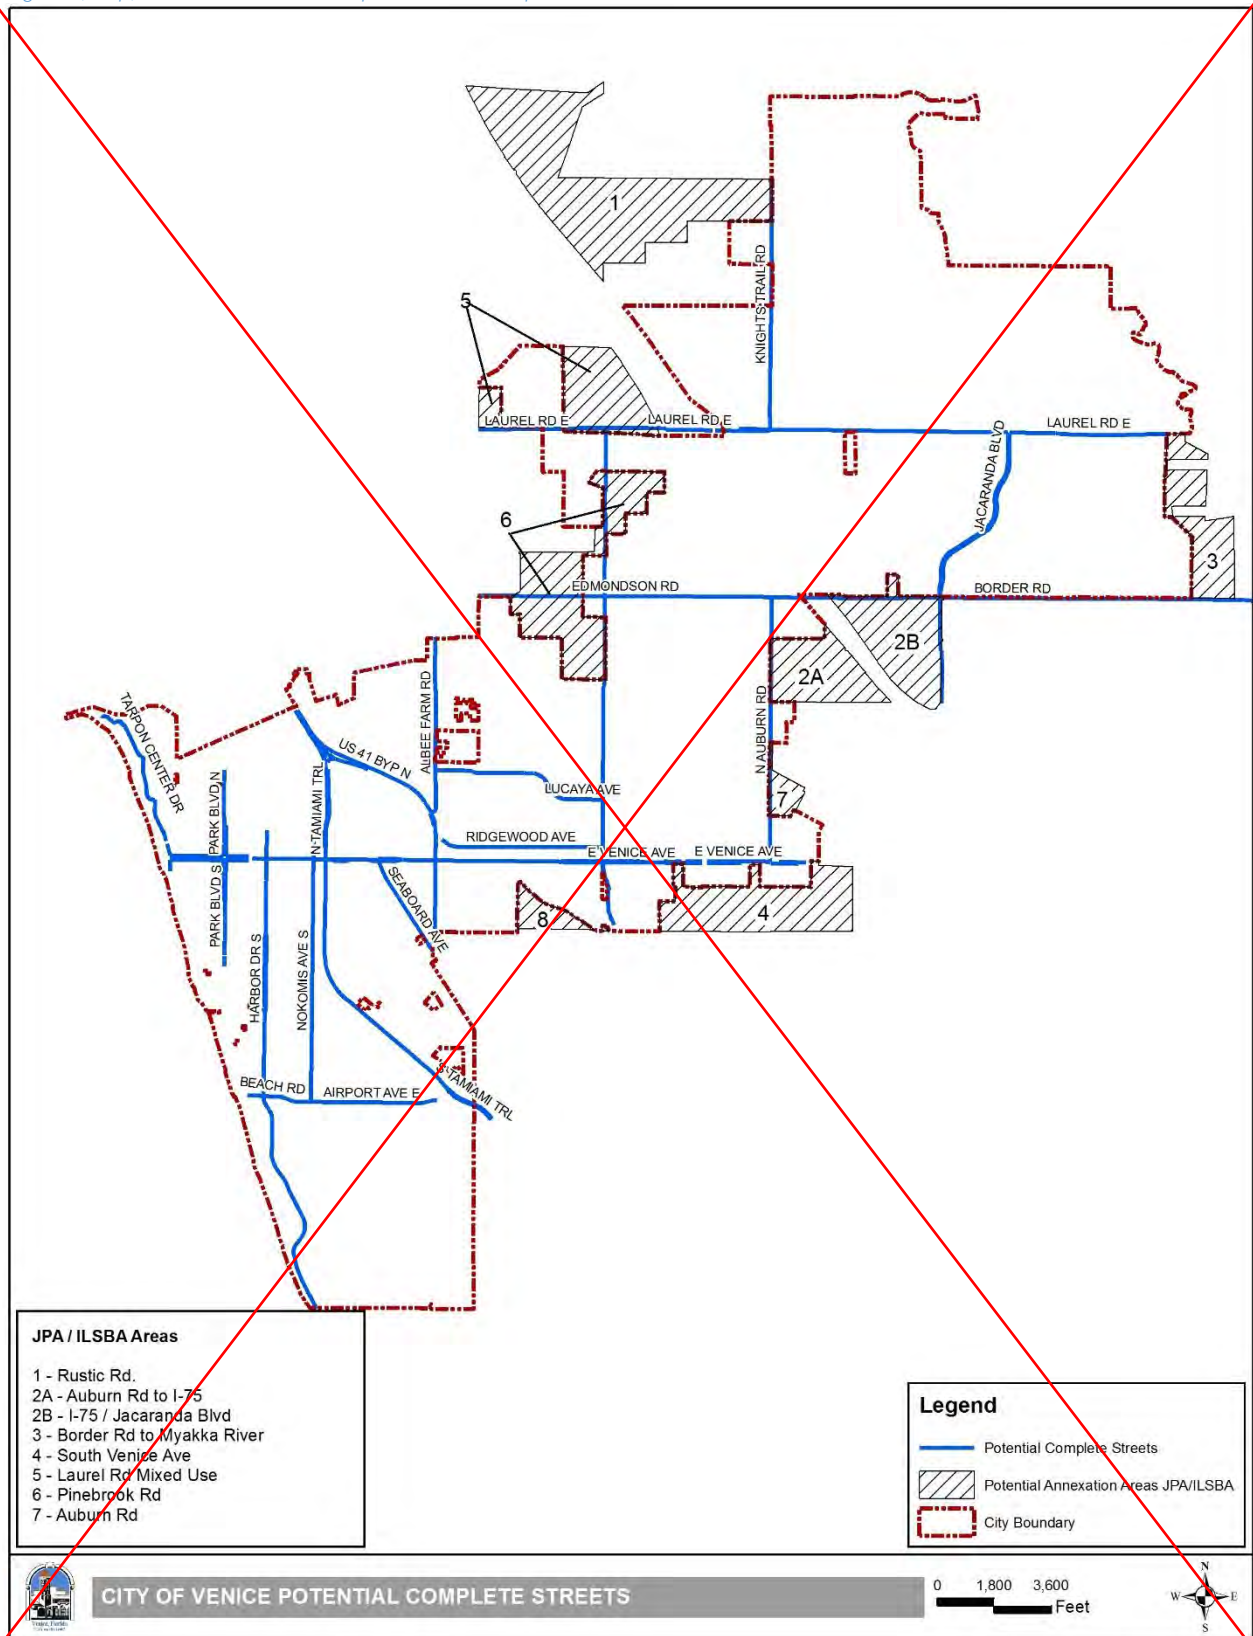 1
KNIGHTS TRAIL RD
5
LAUREL RD E
LAUREL RD E
LAUREL RD E
JACARANDA BLVD
6
3
EDMONDSON RD
BORDER RD
2B
2A
ALBEE FARM RD
N AUBURN RD
TARPON CENTER DR
US 41 BYP N
N TAMIAMI TRL
PARK BLVD N
LUCAYA AVE
7
RIDGEWOOD AVE
E VENICE AVE
E VENICE AVE
SEABOARD AVE
PARK BLVD S
8
4
HARBOR DR S
NOKOMIS AVE S
S TAMIAMI TRL
BEACH RD
AIRPORT AVE E
JPA / ILSBA Areas
1 - Rustic Rd.
2A - Auburn Rd to I-75
2B - I-75 / Jacaranda Blvd
3 - Border Rd to Myakka River
4 - South Venice Ave
5 - Laurel Rd Mixed Use
6 - Pinebrook Rd
7 - Auburn Rd
Legend
Potential Complete Streets
Potential Annexation Areas JPA/ILSBA
City Boundary
CITY OF VENICE POTENTIAL COMPLETE STREETS
0 1,800 3,600
Feet
N
W E
S